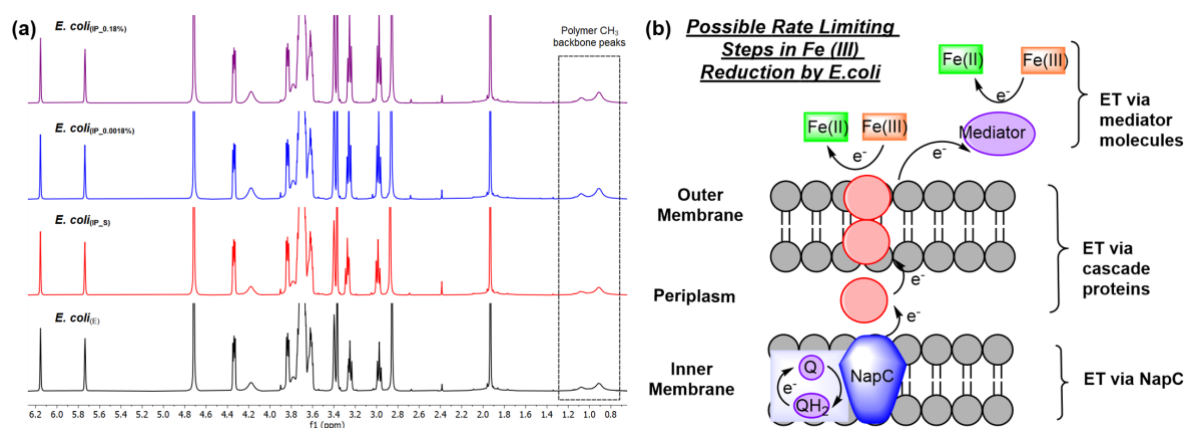 (a)
E. coli(IP_0.18%)
E. coli(IP_0.0018%)
E. coli(IP_S)
E. coli(E)
Polymer CH3
backbone peaks
6.2 6.0 5.8 5.6 5.4 5.2 5.0 4.8 4.6 4.4 4.2 4.0 3.8 3.6 3.4 3.2 3.0 2.8 2.6 2.4 2.2 2.0 1.8 1.6 1.4 1.2 1.0 0.8
f1 (ppm)
(b)
Possible Rate Limiting
Steps in Fe (III)
Reduction by E.coli
Fe(II)
Fe(III)
e-
Mediator
ET via
mediator
molecules
Fe(II)
Fe(III)
e-
e-
Outer
Membrane
Periplasm
e-
e-
ET via
cascade
proteins
Inner
Membrane
Q
e-
QH2
NapC
ET via NapC